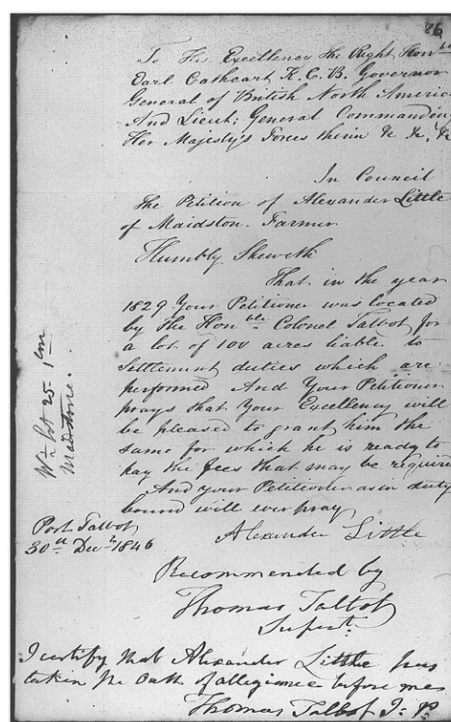 86
To His Excellency the Right Honble
Earl Cathcart K.C.B. Governor
General of British North America
And Lieut: General Commanding
Her Majesty's Forces therein &c &c &c
In Council
The Petition of Alexander Little
of Maidston. Farmer
Humbly Sheweth
That in the year
1829 Your Petitioner was located
by the Honble Colonel Talbot for
a lot of 100 acres liable to
Settlement duties which are
performed And Your Petitioner
prays that Your Excellency will
be pleased to grant him the
same for which he is ready to
pay the fees that may be require
And your Petitioner as in duty
bound will ever pray
Alexander Little
Port Talbot
30th Decr 1846
Wn lot 25. 1 con
Maidstone.
Recommended by
Thomas Talbot
Supert.
I certify that Alexander Little has
taken the Oath of allegiance before me
Thomas Talbot J. P.